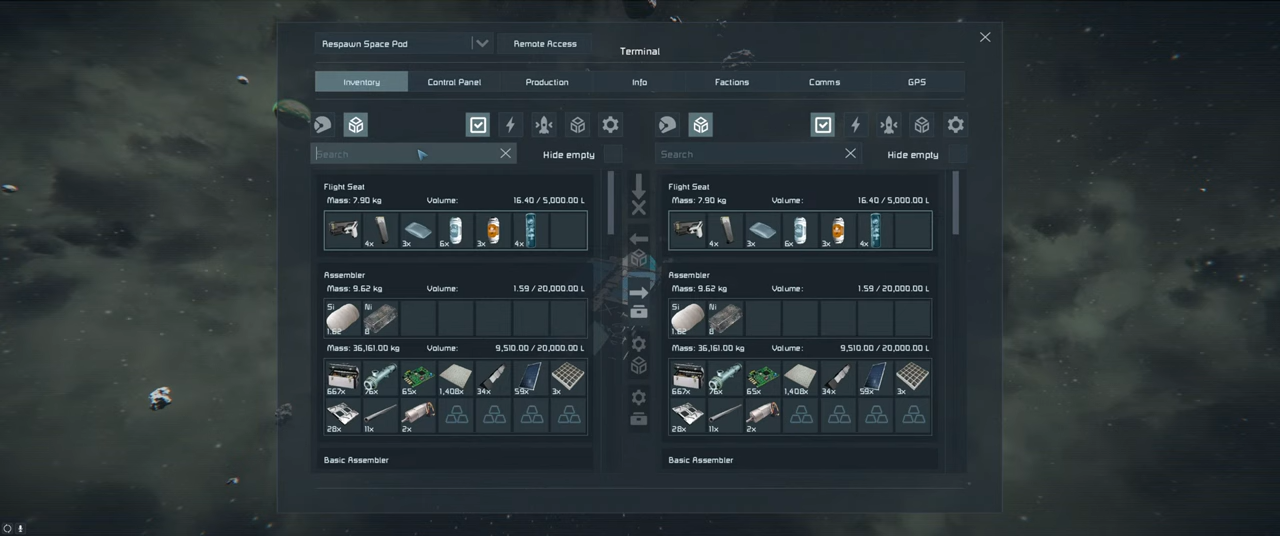 Respawn Space Pod
Remote Access
Terminal
Inventory
Control Panel
Production
Info
Factions
Comms
GPS
Search
Hide empty
Search
Hide empty
Flight Seat
Mass: 7.90 kg Volume: 16.40 / 5,000.00 L
4x 3x 6x 3x 4x
Assembler
Mass: 9.62 kg Volume: 1.59 / 20,000.00 L
Si Ni
1.62 8
Mass: 36,161.00 kg Volume: 9,510.00 / 20,000.00 L
667x 76x 65x 1,408x 34x 59x 3x
28x 11x 2x
Basic Assembler
Flight Seat
Mass: 7.90 kg Volume: 16.40 / 5,000.00 L
4x 3x 6x 3x 4x
Assembler
Mass: 9.62 kg Volume: 1.59 / 20,000.00 L
Si Ni
1.62 8
Mass: 36,161.00 kg Volume: 9,510.00 / 20,000.00 L
667x 76x 65x 1,408x 34x 59x 3x
28x 11x 2x
Basic Assembler